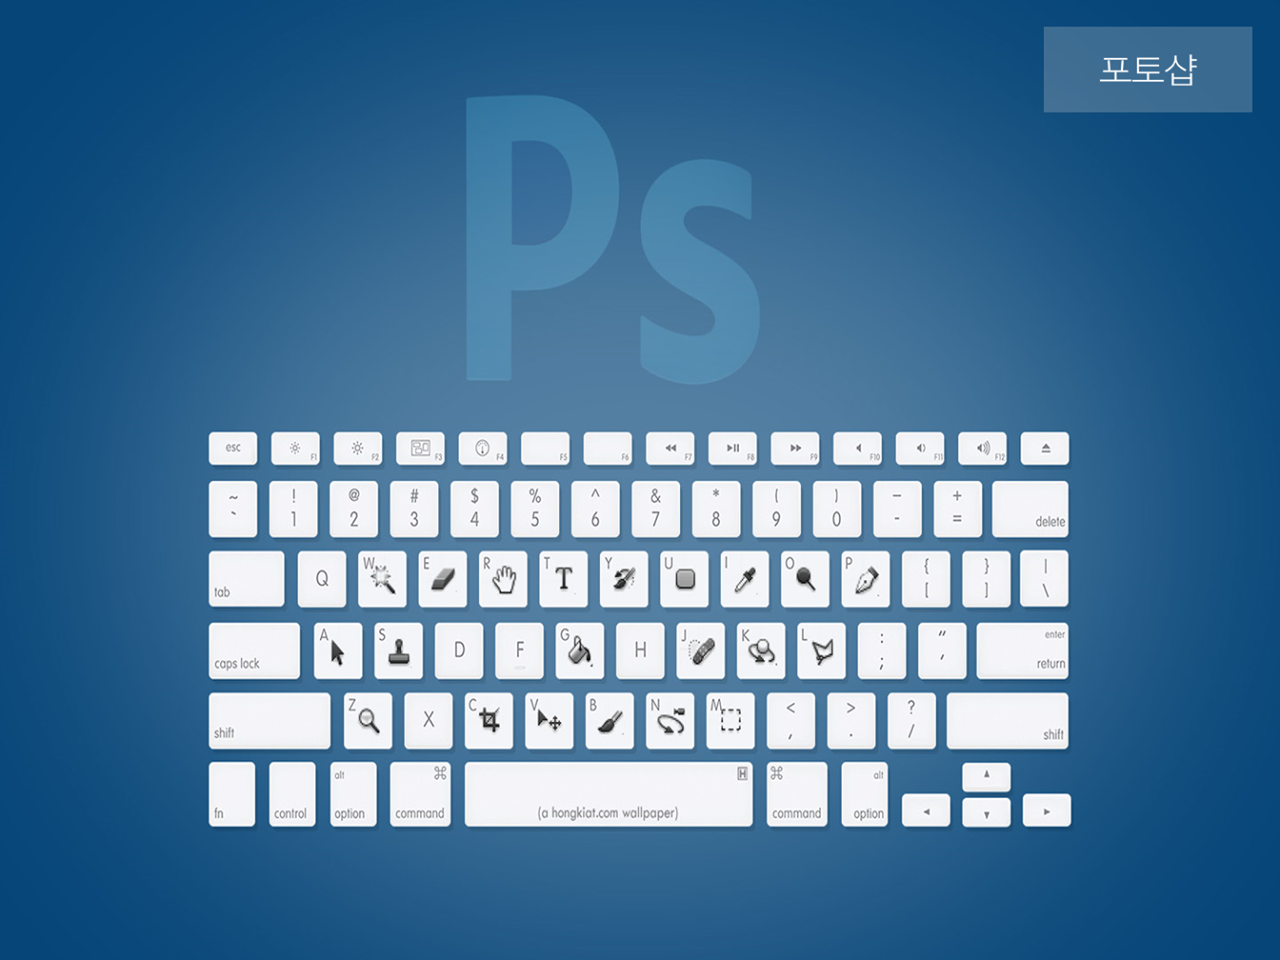 포토샵
Ps
esc F1 F2 F3 F4 F5 F6 F7 F8 F9 F10 F11 F12
~ ! @ # $ % ^ & * ( ) – +
` 1 2 3 4 5 6 7 8 9 0 - = delete
tab Q W E R T Y U I O P { [ } ] | \
caps lock A S D F G H J K L : ; “ ‘ enter return
shift Z X C V B N M < , > . ? / shift
fn control alt option ⌘ command H (a hongkiat.com wallpaper) ⌘ command alt option